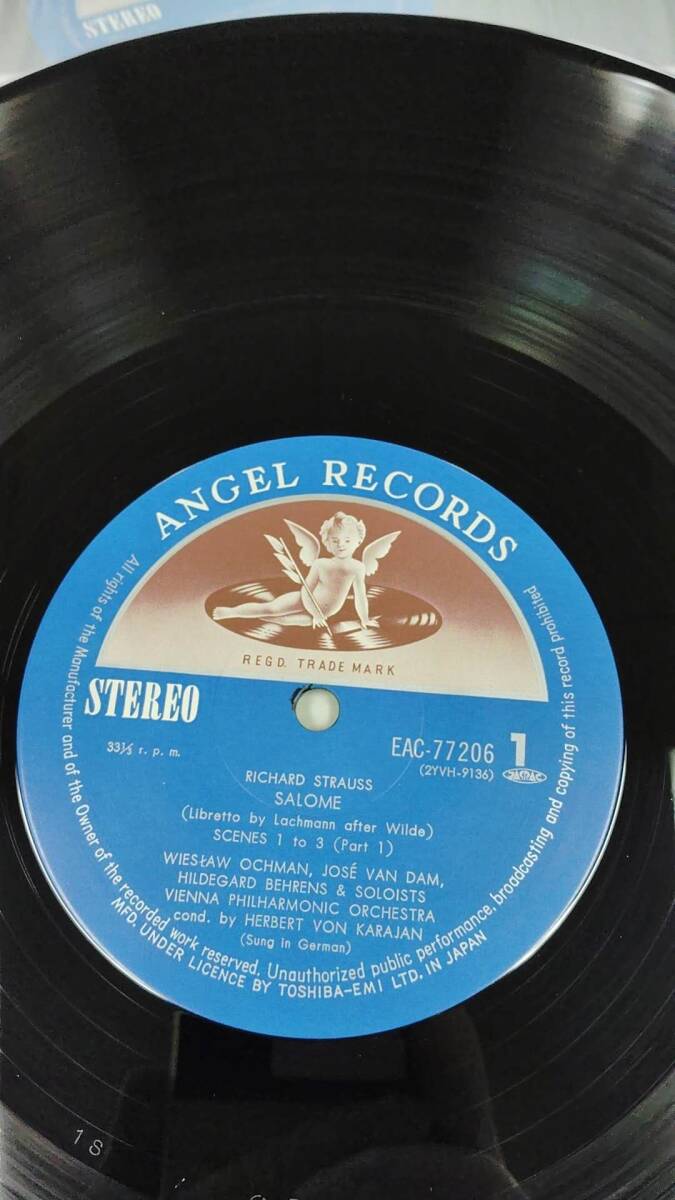 STEREO
ANGEL RECORDS
REGD. TRADE MARK
STEREO
33⅓ r. p. m.
EAC-77206 1
(2YVH-9136) JASRAC
RICHARD STRAUSS
SALOME
(Libretto by Lachmann after Wilde)
SCENES 1 to 3 (Part 1)
WIESŁAW OCHMAN, JOSÉ VAN DAM,
HILDEGARD BEHRENS & SOLOISTS
VIENNA PHILHARMONIC ORCHESTRA
cond. by HERBERT VON KARAJAN
(Sung in German)
All rights of the Manufacturer and of the Owner of the recorded work reserved. Unauthorized public performance, broadcasting and copying of this record prohibited
MFD. UNDER LICENCE BY TOSHIBA-EMI LTD. IN JAPAN
1 S